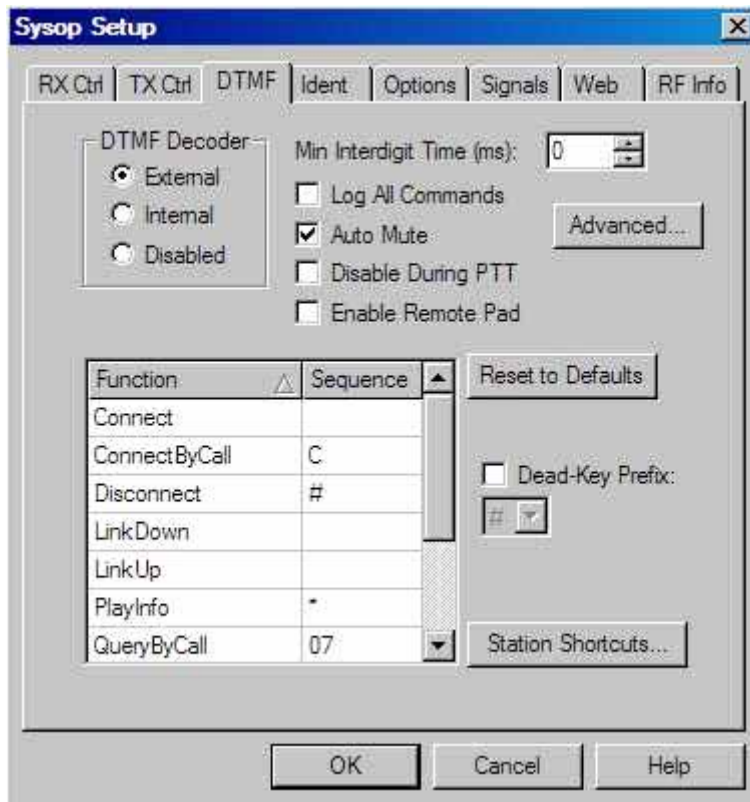 Sysop Setup
RX Ctrl TX Ctrl DTMF Ident Options Signals Web RF Info
DTMF Decoder
External
Internal
Disabled
Min Interdigit Time (ms): 0
Log All Commands
Auto Mute
Disable During PTT
Enable Remote Pad
Advanced...
Function Sequence
Connect
ConnectByCall C
Disconnect #
LinkDown
LinkUp
PlayInfo *
QueryByCall 07
Reset to Defaults
Dead-Key Prefix:
#
Station Shortcuts...
OK Cancel Help